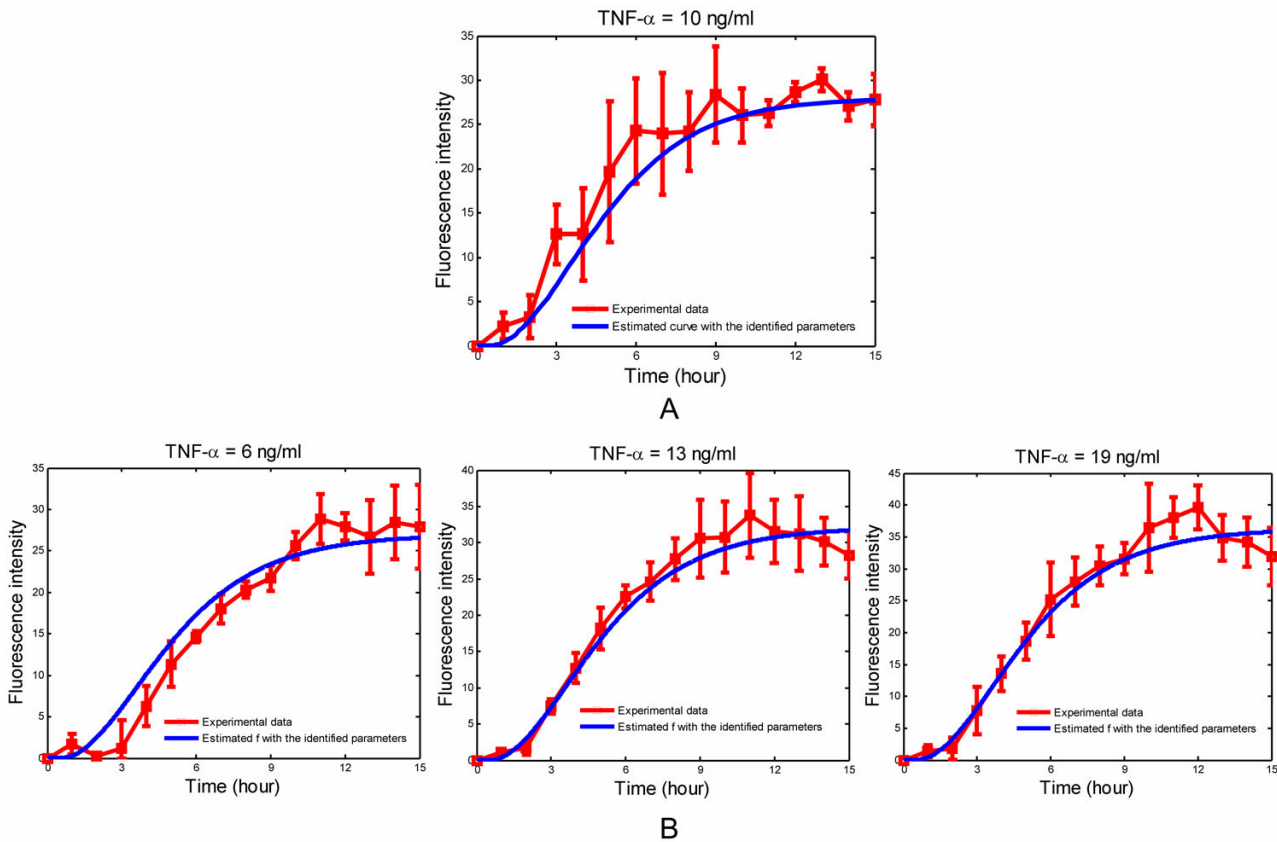 TNF-α = 10 ng/ml
35
30
25
20
15
10
5
0
Fluorescence intensity
Experimental data
Estimated curve with the identified parameters
0 3 6 9 12 15
Time (hour)
A
TNF-α = 6 ng/ml
35
30
25
20
15
10
5
0
Fluorescence intensity
Experimental data
Estimated f with the identified parameters
0 3 6 9 12 15
Time (hour)
TNF-α = 13 ng/ml
40
35
30
25
20
15
10
5
0
Fluorescence intensity
Experimental data
Estimated f with the identified parameters
0 3 6 9 12 15
Time (hour)
TNF-α = 19 ng/ml
45
40
35
30
25
20
15
10
5
0
Fluorescence intensity
Experimental data
Estimated f with the identified parameters
0 3 6 9 12 15
Time (hour)
B